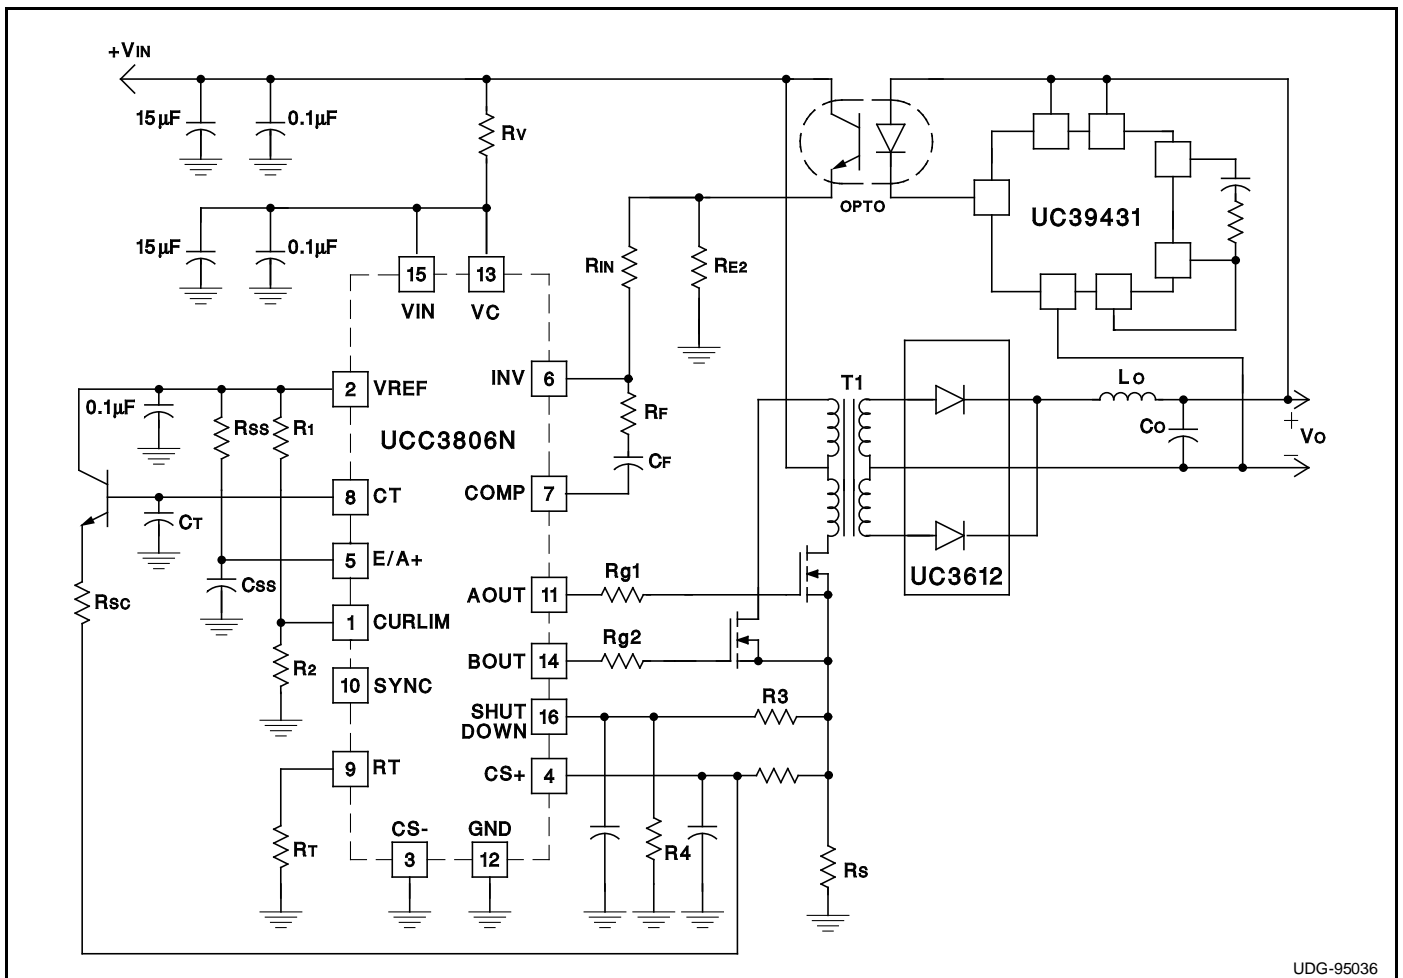 +VIN
15µF
0.1µF
RV
OPTO
UC39431
15µF
0.1µF
RIN
RE2
15
13
VIN
VC
2
VREF
INV
6
T1
LO
0.1µF
RSS
R1
UCC3806N
RF
CF
CO
+
VO
–
8
CT
COMP
7
CT
5
E/A+
CSS
RSC
AOUT
11
Rg1
UC3612
1
CURLIM
BOUT
14
Rg2
R2
10
SYNC
SHUT
DOWN
16
R3
9
RT
CS+
4
RT
CS-
GND
3
12
R4
RS
UDG-95036